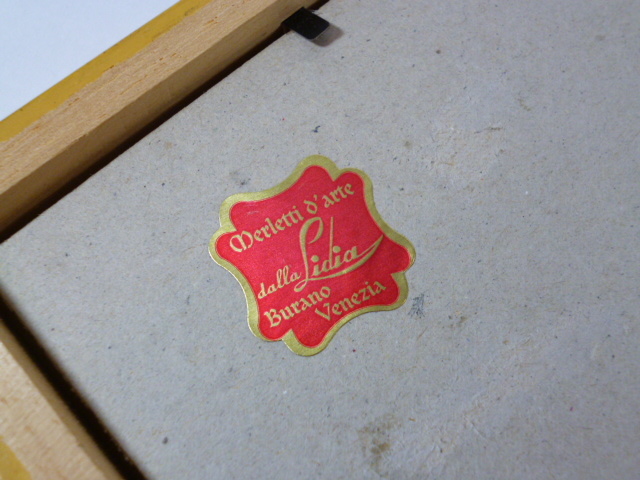 Merletti d'arte
dalla Lidia
Burano
Venezia